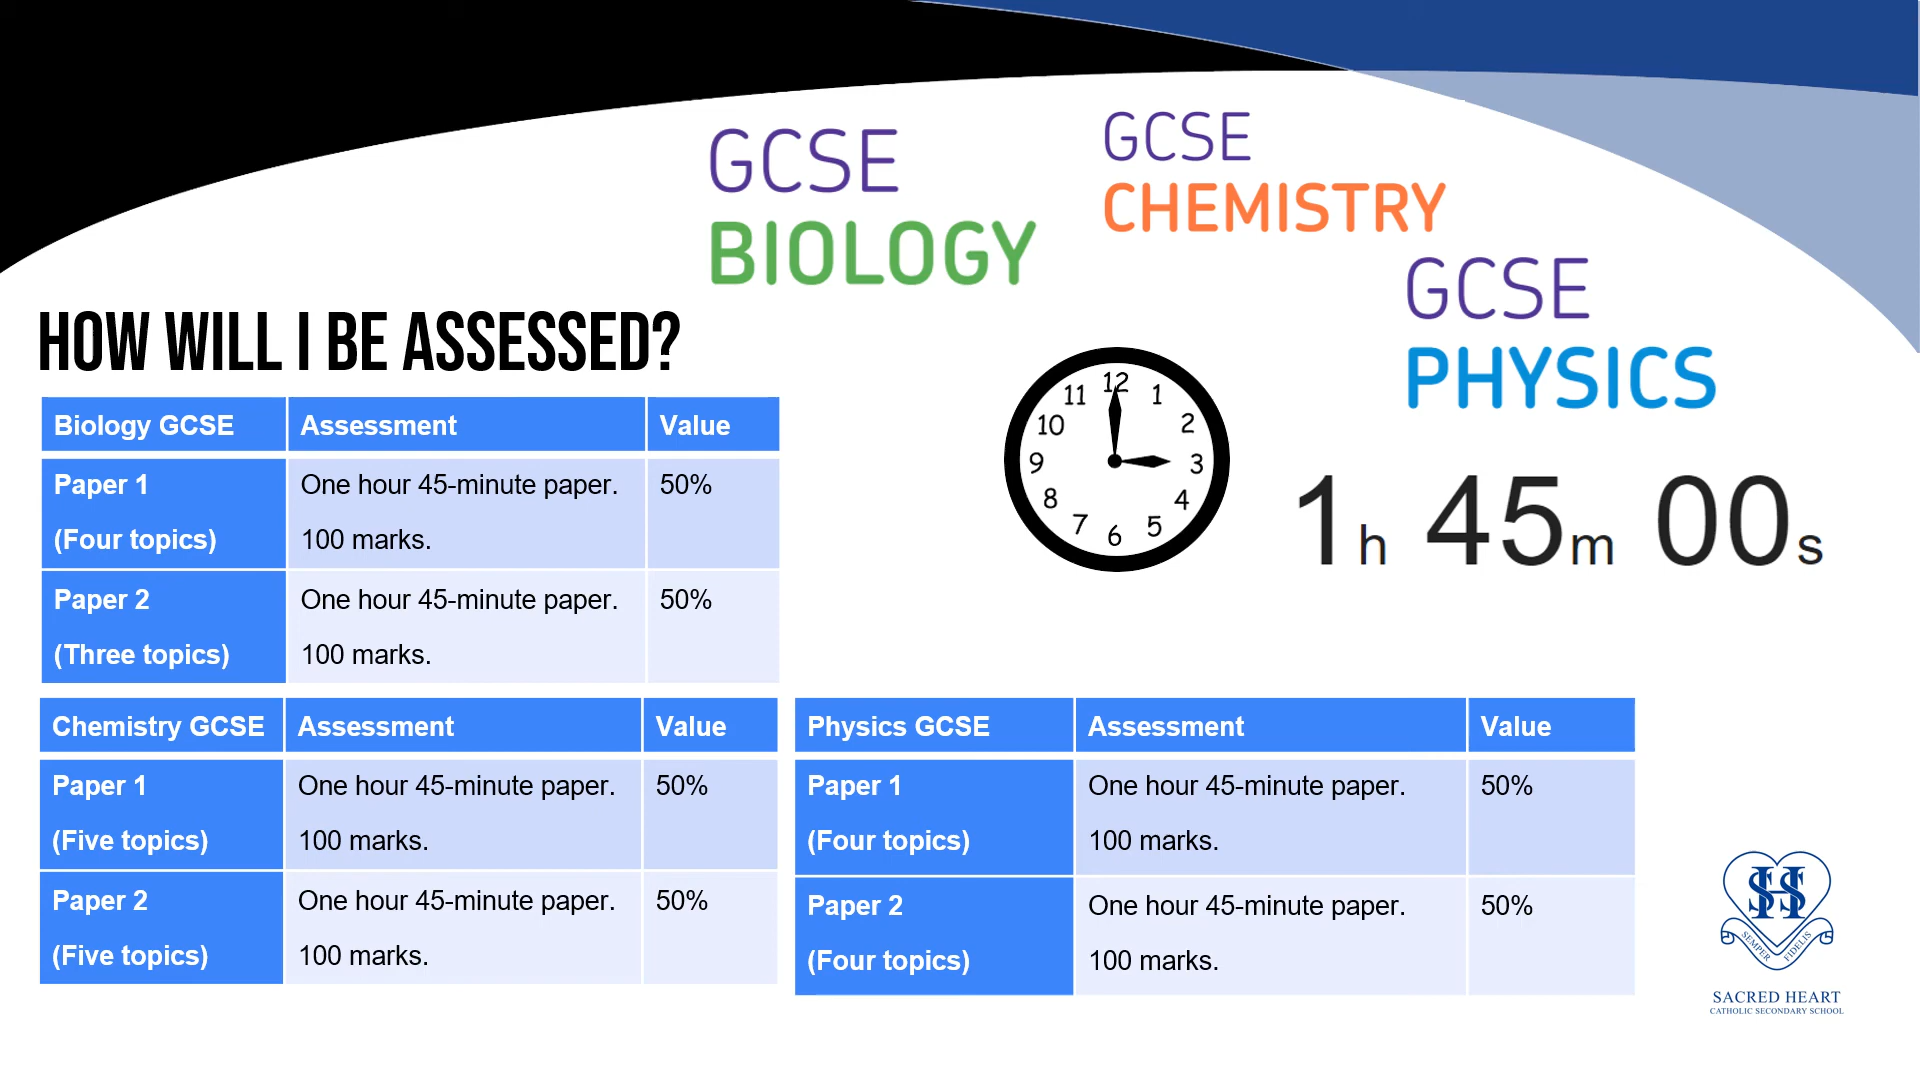 GCSE
BIOLOGY
GCSE
CHEMISTRY
GCSE
PHYSICS
HOW WILL I BE ASSESSED?
12
1
2
3
4
5
6
7
8
9
10
11
1h 45m 00s
Biology GCSE Assessment Value
Paper 1 One hour 45-minute paper. 50%
(Four topics) 100 marks.
Paper 2 One hour 45-minute paper. 50%
(Three topics) 100 marks.
Chemistry GCSE Assessment Value
Paper 1 One hour 45-minute paper. 50%
(Five topics) 100 marks.
Paper 2 One hour 45-minute paper. 50%
(Five topics) 100 marks.
Physics GCSE Assessment Value
Paper 1 One hour 45-minute paper. 50%
(Four topics) 100 marks.
Paper 2 One hour 45-minute paper. 50%
(Four topics) 100 marks.
SHS
SEMPER FIDELIS
SACRED HEART
CATHOLIC SECONDARY SCHOOL